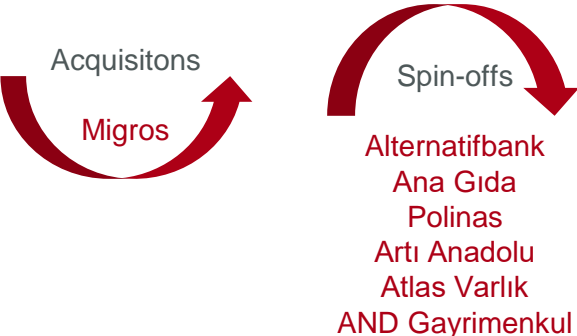 Acquisitons
Migros
Spin-offs
Alternatifbank
Ana Gıda
Polinas
Artı Anadolu
Atlas Varlık
AND Gayrimenkul